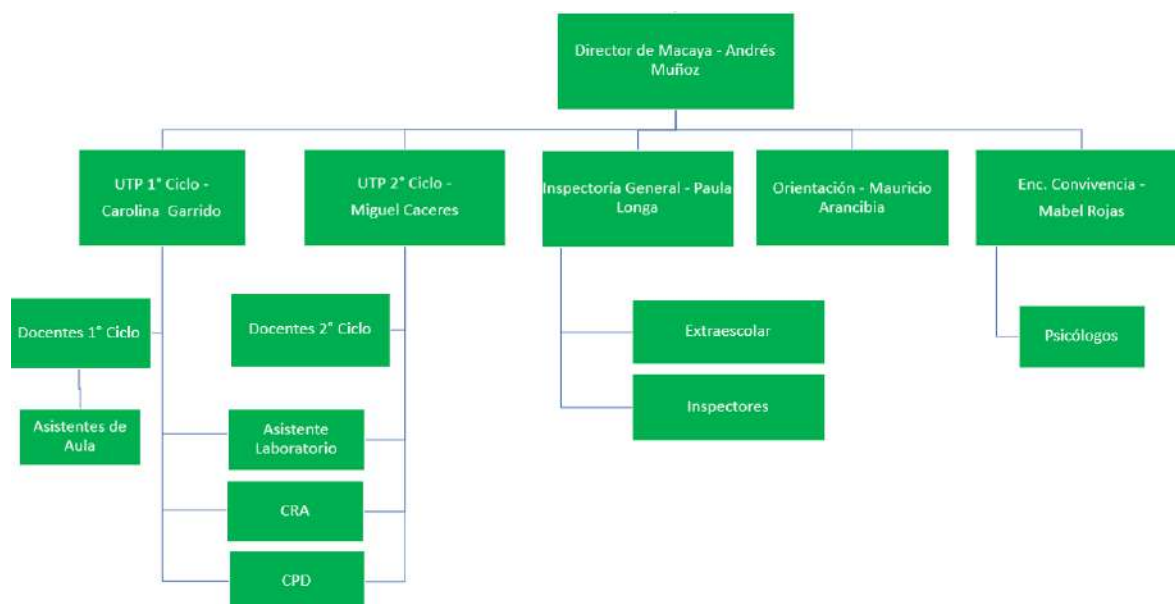 Director de Macaya - Andrés
Muñoz
UTP 1° Ciclo -
Carolina Garrido
UTP 2° Ciclo -
Miguel Caceres
Inspectoría General - Paula
Longa
Orientación - Mauricio
Arancibia
Enc. Convivencia -
Mabel Rojas
Docentes 1° Ciclo
Docentes 2° Ciclo
Extraescolar
Psicólogos
Asistentes de
Aula
Asistente
Laboratorio
Inspectores
CRA
CPD